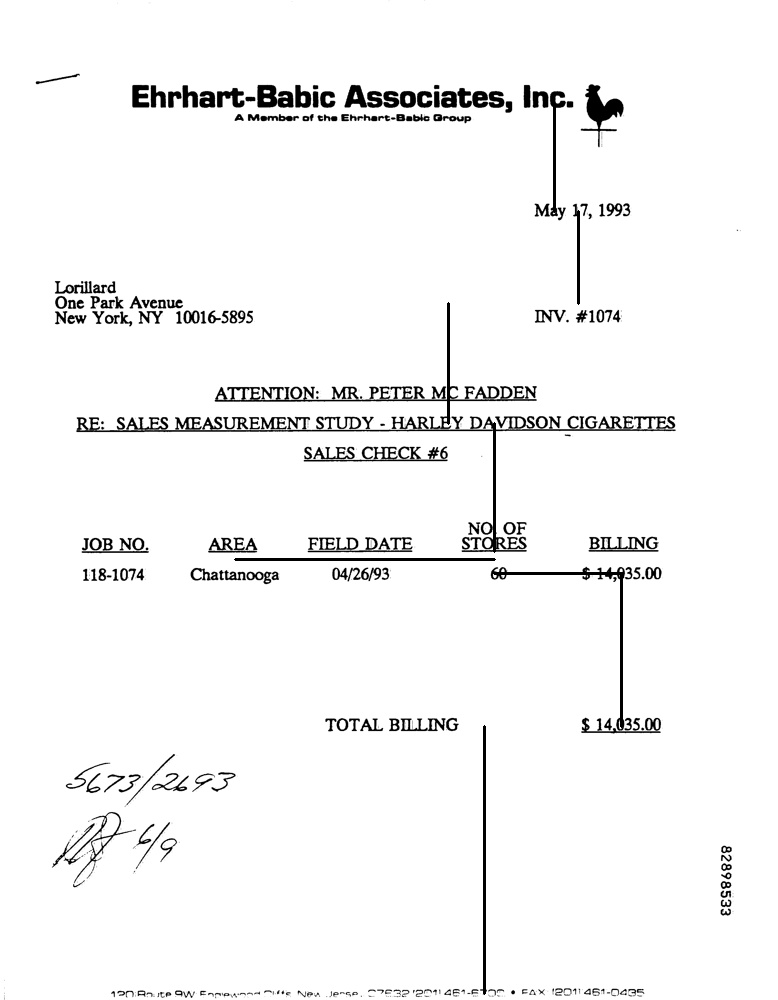 Ehrhart-Babic Associates, Inc.
A Member of the Ehrhart-Babic Group
May 17, 1993
Lorillard
One Park Avenue
New York, NY 10016-5895
INV. #1074
ATTENTION: MR. PETER MC FADDEN
RE: SALES MEASUREMENT STUDY - HARLEY DAVIDSON CIGARETTES
SALES CHECK #6
JOB NO. AREA FIELD DATE NO. OF STORES BILLING
118-1074 Chattanooga 04/26/93 60 $ 14,035.00
TOTAL BILLING $ 14,035.00
5673/2693
6/9
82898533
120 Route 9W Englewood Cliffs New Jersey 07632 (201) 461-6700 • FAX (201) 461-0435